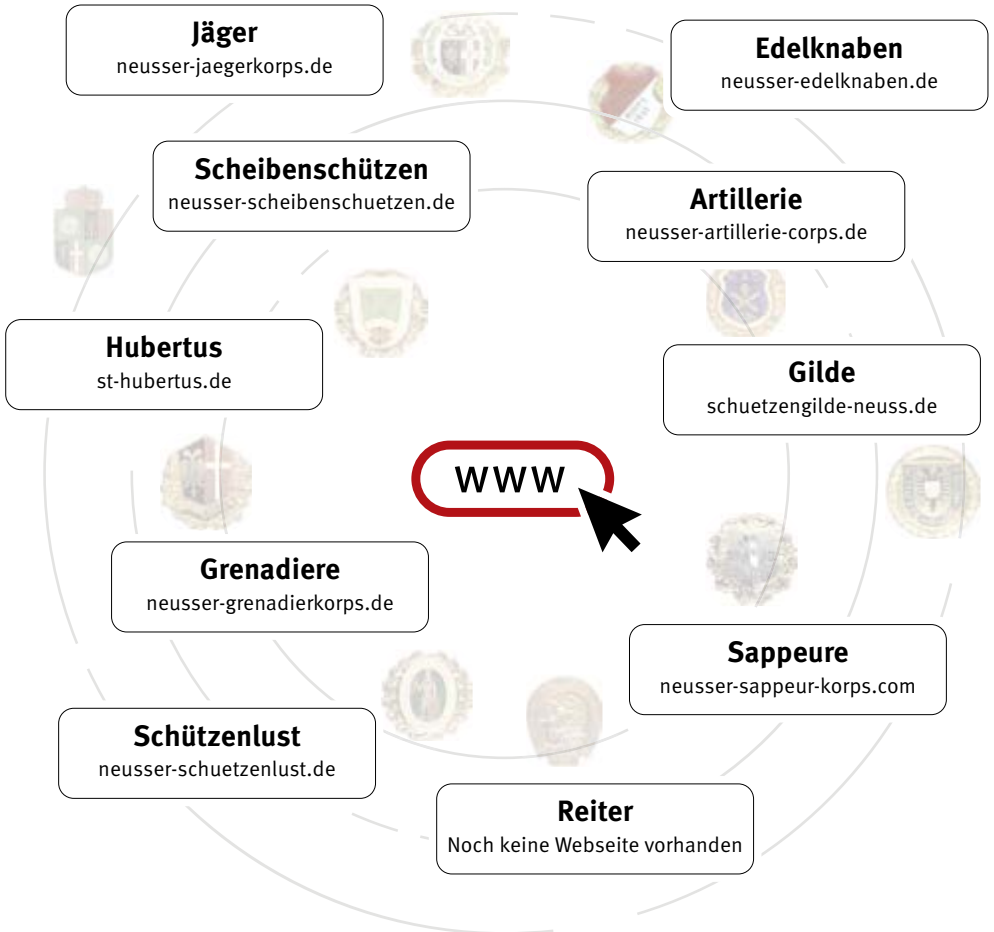 Jäger
neusser-jaegerkorps.de
Edelknaben
neusser-edelknaben.de
Scheibenschützen
neusser-scheibenschuetzen.de
Artillerie
neusser-artillerie-corps.de
Hubertus
st-hubertus.de
Gilde
schuetzengilde-neuss.de
www
Grenadiere
neusser-grenadierkorps.de
Sappeure
neusser-sappeur-korps.com
Schützenlust
neusser-schuetzenlust.de
Reiter
Noch keine Webseite vorhanden